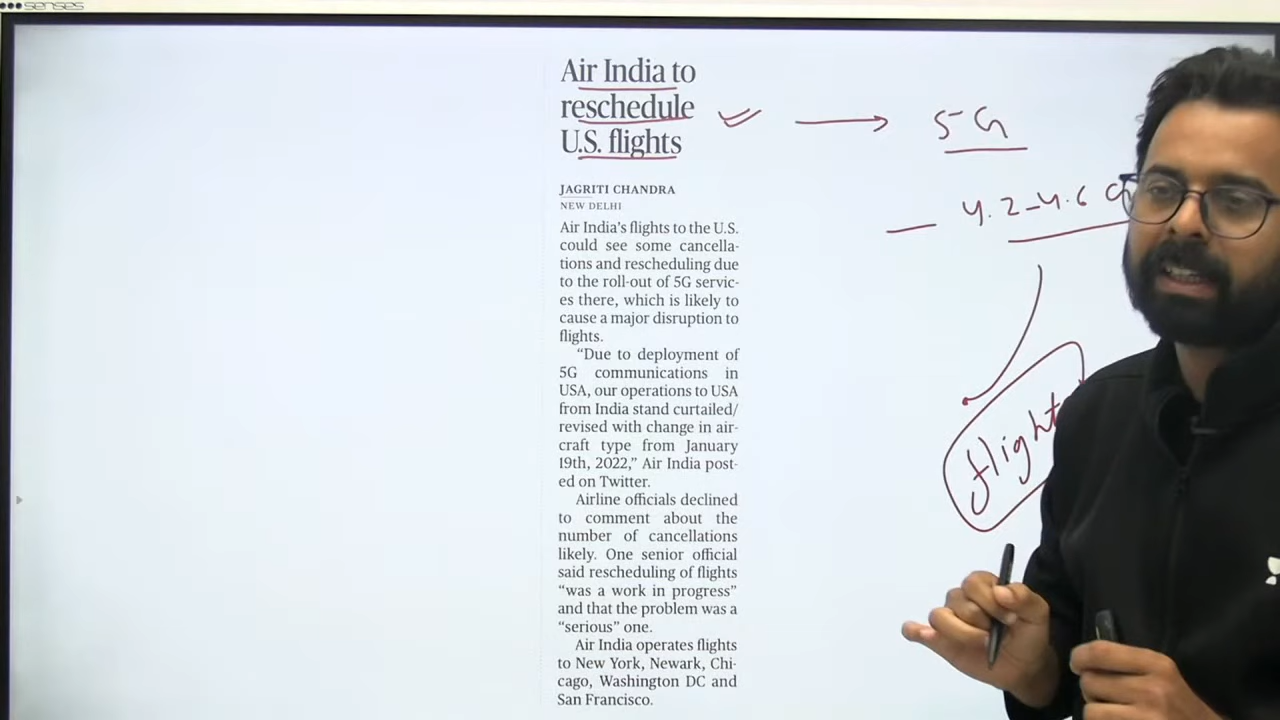 senses
Air India to
reschedule
U.S. flights
5G
4.2-4.6 G
flight
JAGRITI CHANDRA
NEW DELHI
Air India's flights to the U.S.
could see some cancella-
tions and rescheduling due
to the roll-out of 5G servic-
es there, which is likely to
cause a major disruption to
flights.
"Due to deployment of
5G communications in
USA, our operations to USA
from India stand curtailed/
revised with change in air-
craft type from January
19th, 2022," Air India post-
ed on Twitter.
Airline officials declined
to comment about the
number of cancellations
likely. One senior official
said rescheduling of flights
"was a work in progress"
and that the problem was a
"serious" one.
Air India operates flights
to New York, Newark, Chi-
cago, Washington DC and
San Francisco.